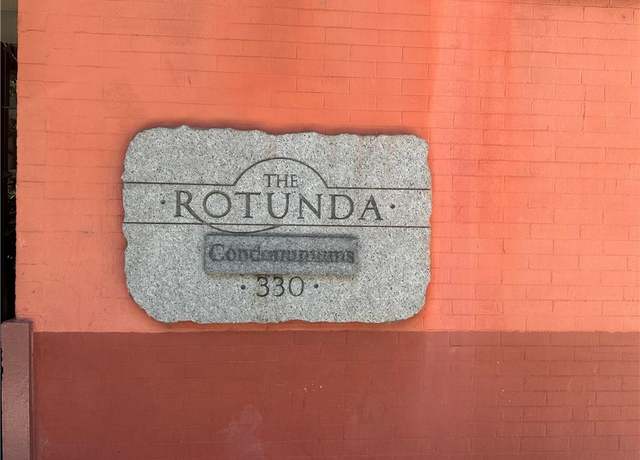 THE
ROTUNDA
Condominiums
· 330 ·